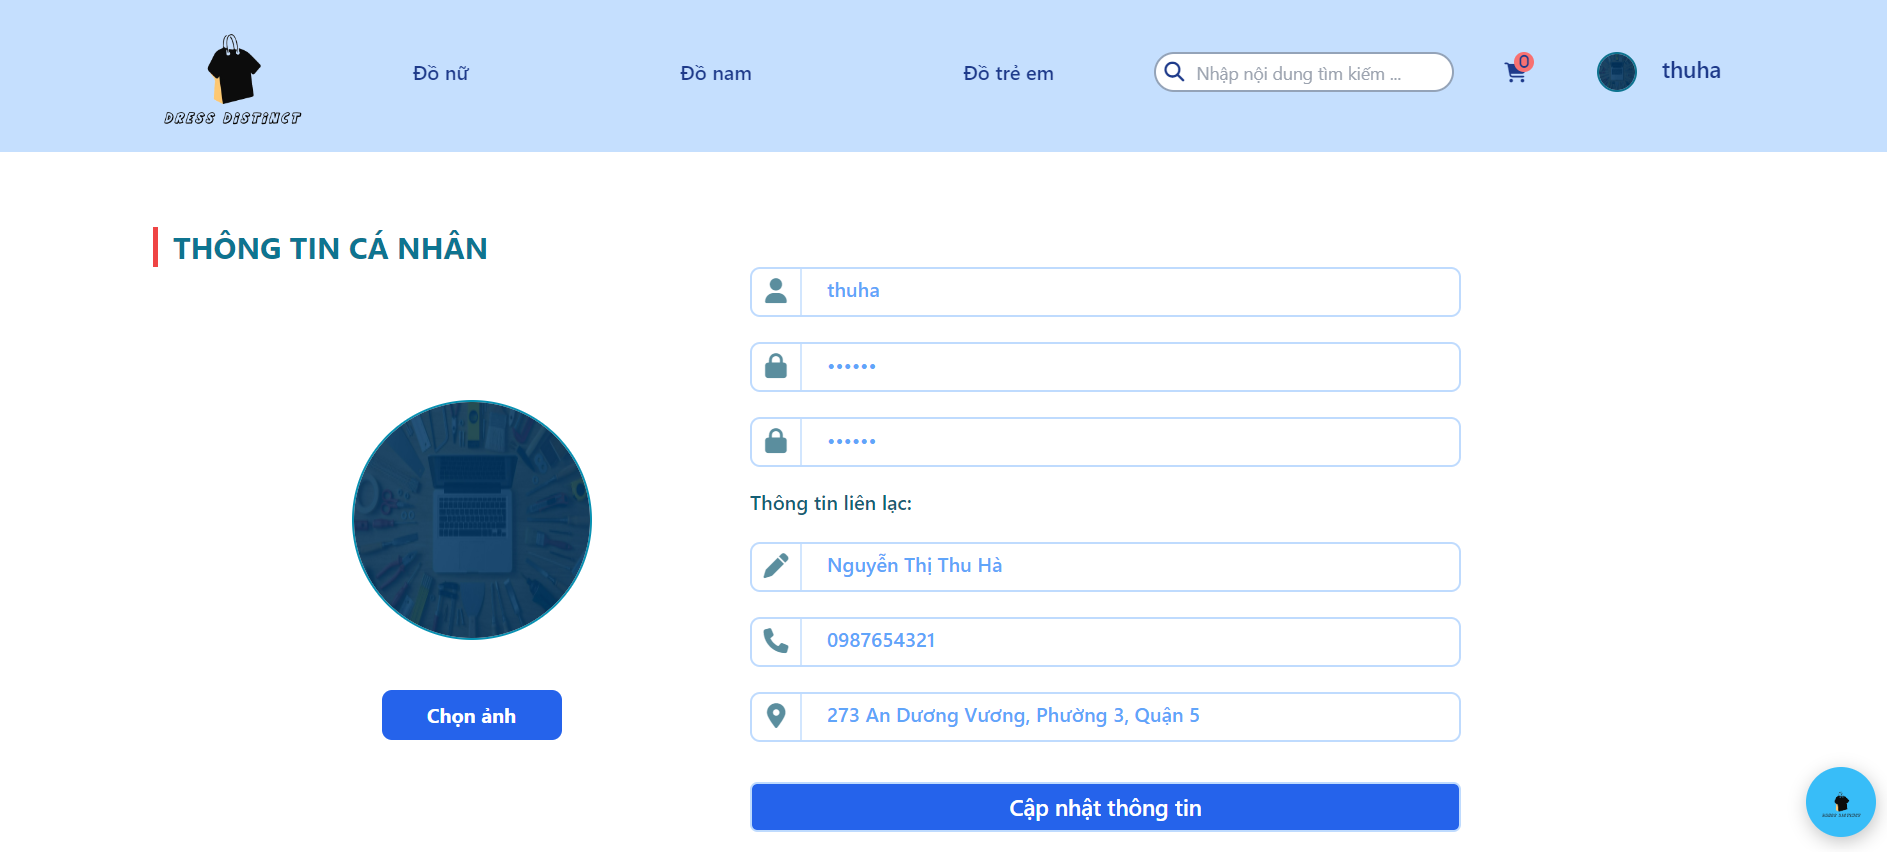 DRESS DISTINCT
Đồ nữ
Đồ nam
Đồ trẻ em
Nhập nội dung tìm kiếm ...
0
thuha
THÔNG TIN CÁ NHÂN
thuha
••••••
••••••
Thông tin liên lạc:
Nguyễn Thị Thu Hà
0987654321
273 An Dương Vương, Phường 3, Quận 5
Chọn ảnh
Cập nhật thông tin
DRESS DISTINCT